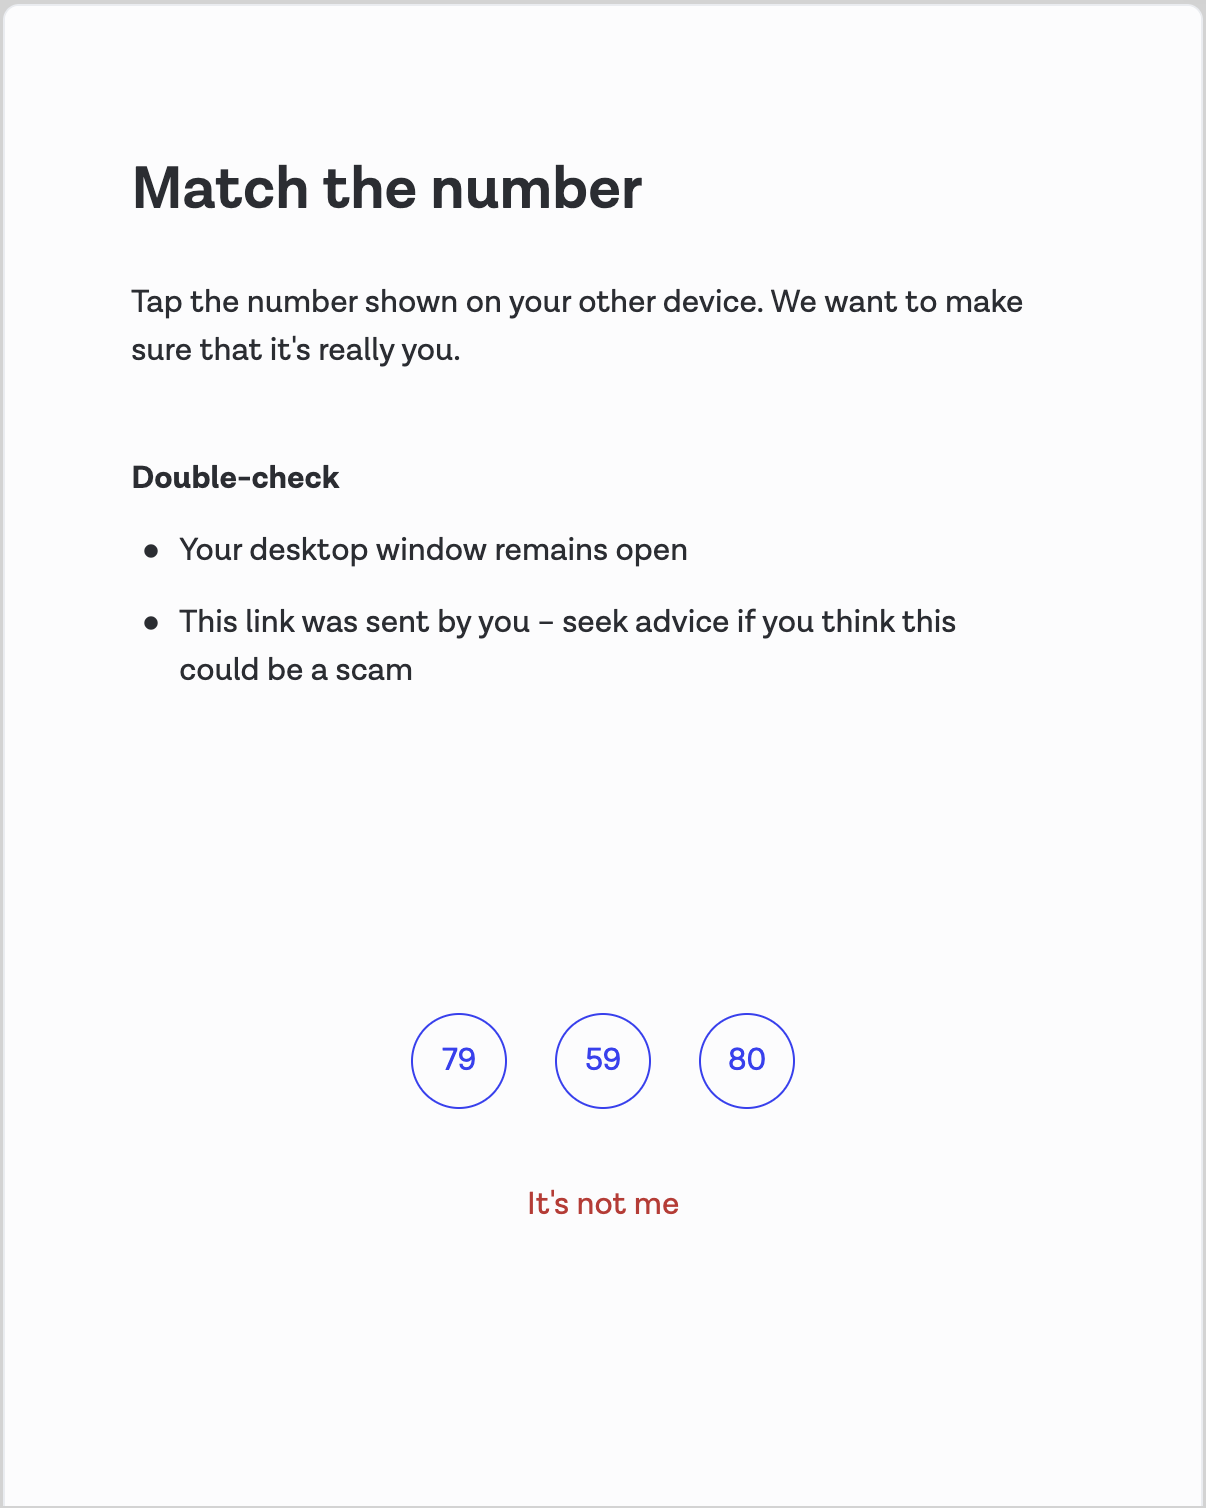 Match the number
Tap the number shown on your other device. We want to make
sure that it's really you.
Double-check
● Your desktop window remains open
● This link was sent by you – seek advice if you think this
could be a scam
79 59 80
It's not me